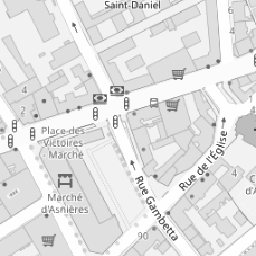 Saint-Daniel
4
2
Place des
Victoires
Marché
Rue de l'Église
Rue Gambetta
4
Marché
d'Asnières
90